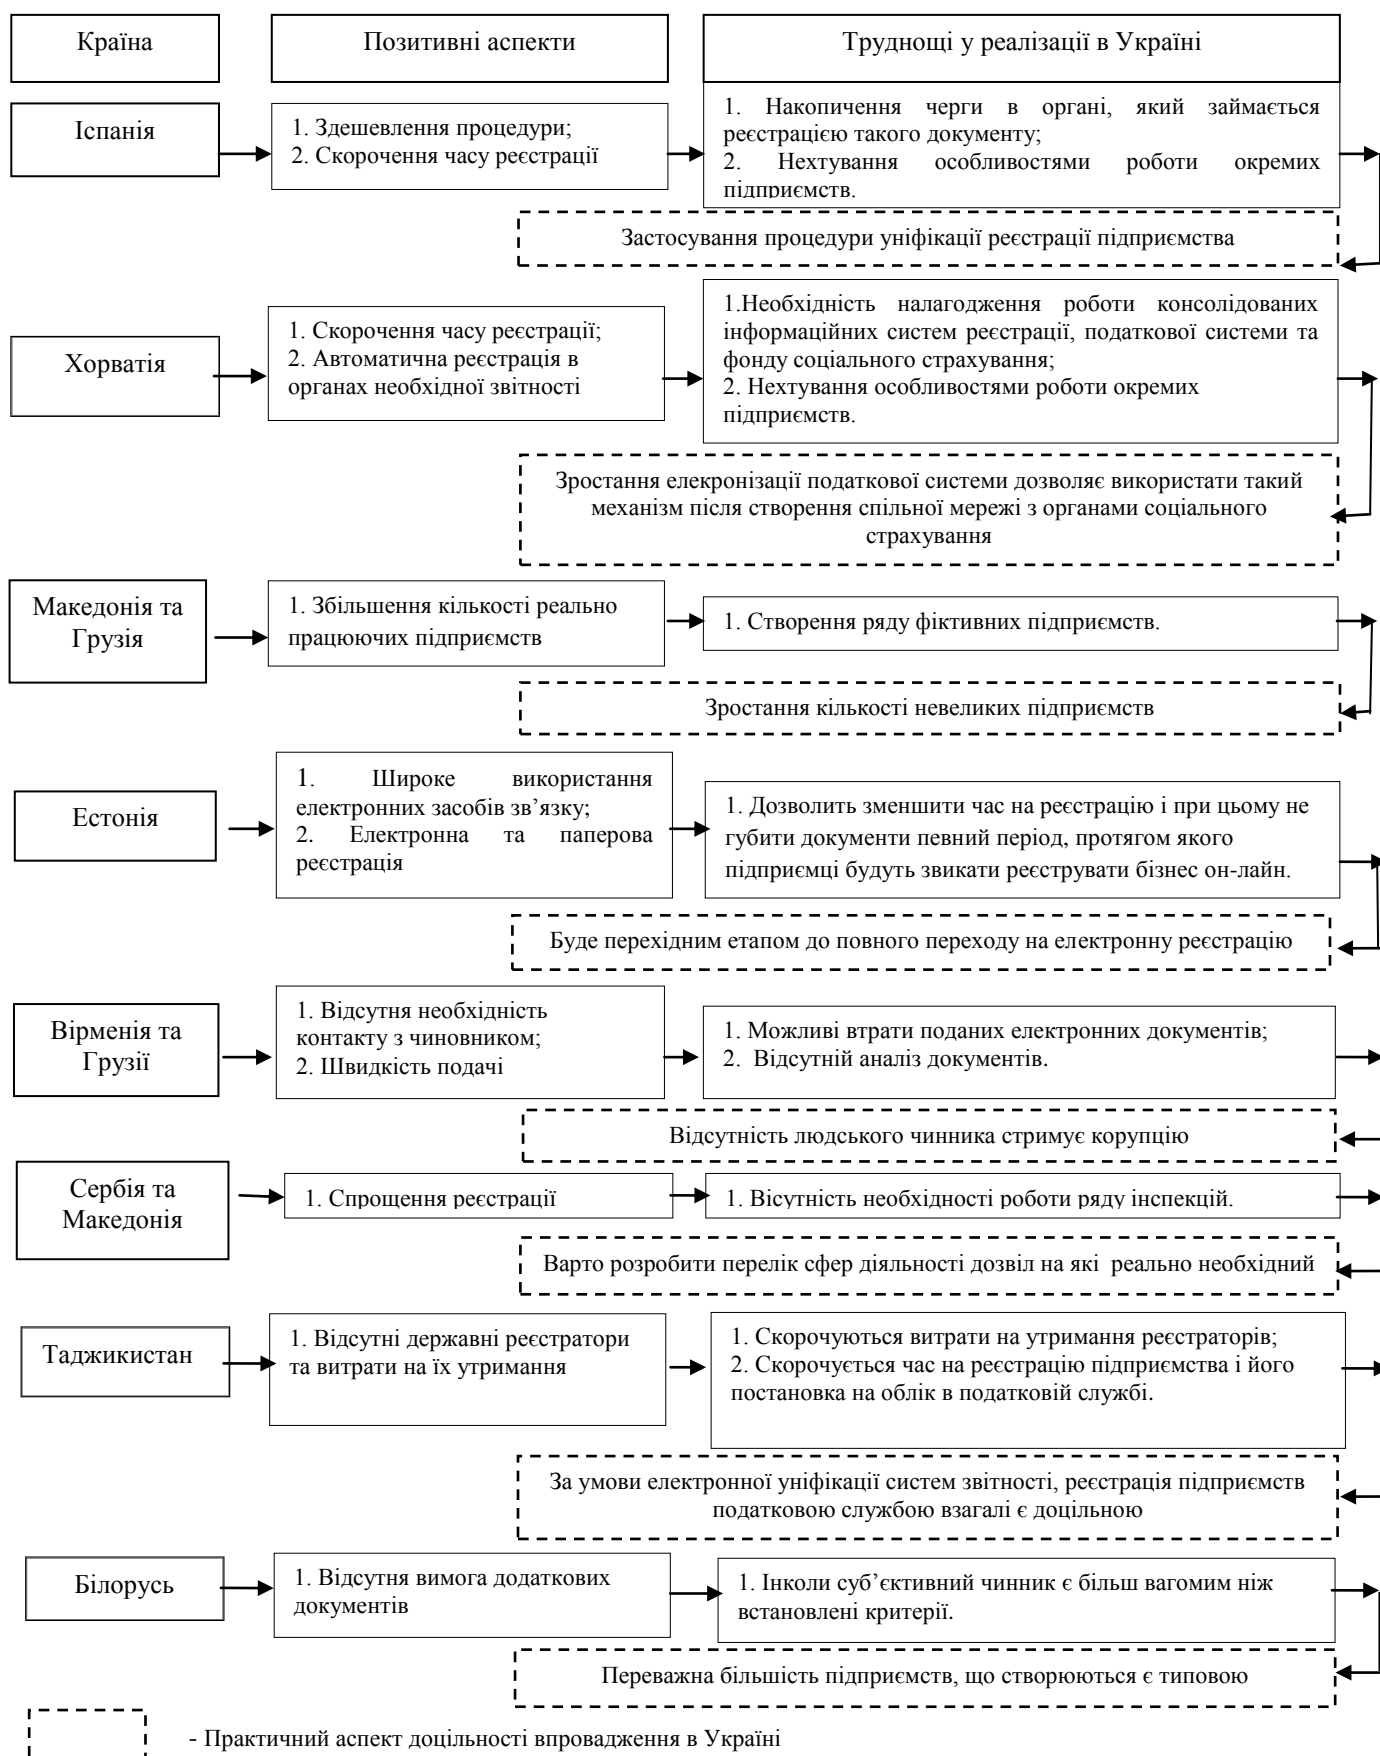 Країна
Позитивні аспекти
Труднощі у реалізації в Україні
Іспанія
1. Здешевлення процедури;
2. Скорочення часу реєстрації
1. Накопичення черги в органі, який займається
реєстрацією такого документу;
2. Нехтування особливостями роботи окремих
підприємств.
Застосування процедури уніфікації реєстрації підприємства
Хорватія
1. Скорочення часу реєстрації;
2. Автоматична реєстрація в
органах необхідної звітності
1.Необхідність налагодження роботи консолідованих
інформаційних систем реєстрації, податкової системи та
фонду соціального страхування;
2. Нехтування особливостями роботи окремих
підприємств.
Зростання елекронізації податкової системи дозволяє використати такий
механізм після створення спільної мережі з органами соціального
страхування
Македонія та
Грузія
1. Збільшення кількості реально
працюючих підприємств
1. Створення ряду фіктивних підприємств.
Зростання кількості невеликих підприємств
Естонія
1. Широке використання
електронних засобів зв’язку;
2. Електронна та паперова
реєстрація
1. Дозволить зменшити час на реєстрацію і при цьому не
губити документи певний період, протягом якого
підприємці будуть звикати реєструвати бізнес он-лайн.
Буде перехідним етапом до повного переходу на електронну реєстрацію
Вірменія та
Грузії
1. Відсутня необхідність
контакту з чиновником;
2. Швидкість подачі
1. Можливі втрати поданих електронних документів;
2. Відсутній аналіз документів.
Відсутність людського чинника стримує корупцію
Сербія та
Македонія
1. Спрощення реєстрації
1. Вісутність необхідності роботи ряду інспекцій.
Варто розробити перелік сфер діяльності дозвіл на які реально необхідний
Таджикистан
1. Відсутні державні реєстратори
та витрати на їх утримання
1. Скорочуються витрати на утримання реєстраторів;
2. Скорочується час на реєстрацію підприємства і його
постановка на облік в податковій службі.
За умови електронної уніфікації систем звітності, реєстрація підприємств
податковою службою взагалі є доцільною
Білорусь
1. Відсутня вимога додаткових
документів
1. Інколи суб’єктивний чинник є більш вагомим ніж
встановлені критерії.
Переважна більшість підприємств, що створюються є типовою
- Практичний аспект доцільності впровадження в Україні